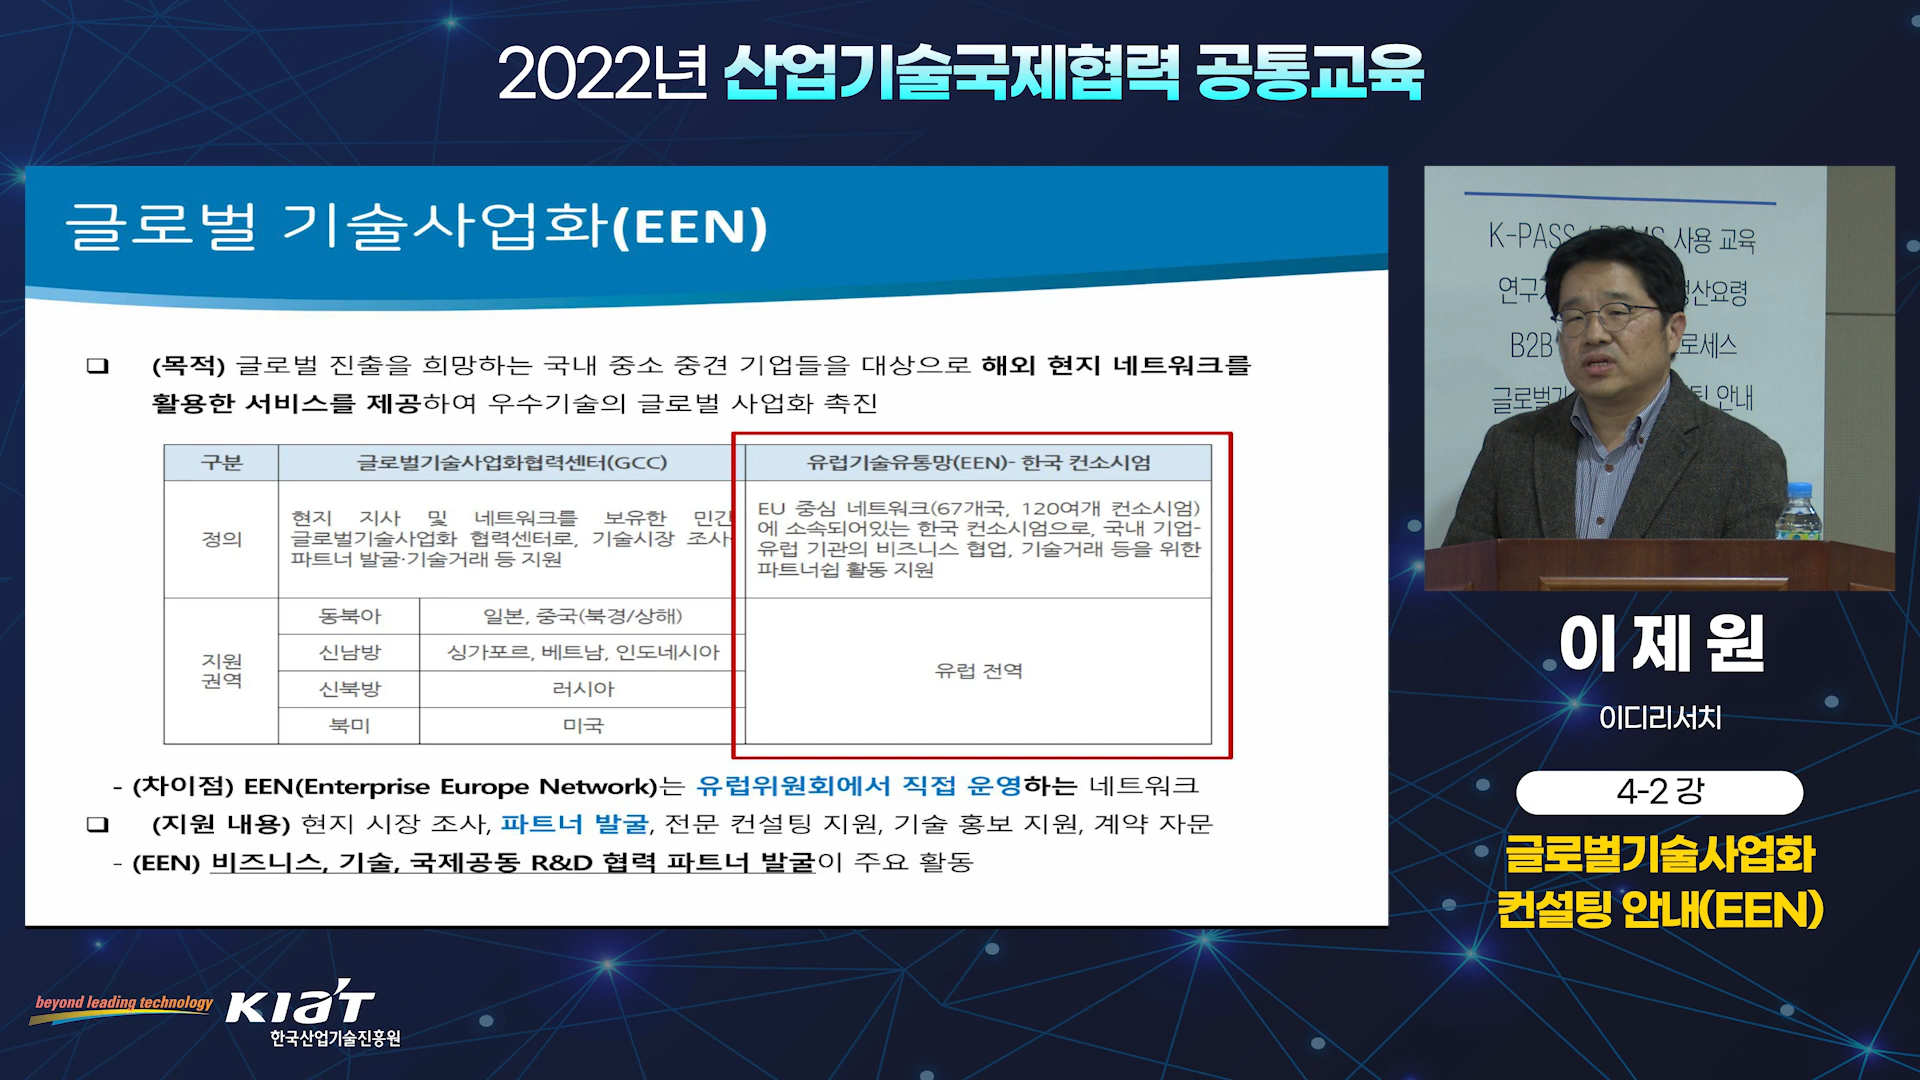 2022년 산업기술국제협력 공통교육
글로벌 기술사업화(EEN)
❑ (목적) 글로벌 진출을 희망하는 국내 중소 중견 기업들을 대상으로 해외 현지 네트워크를
활용한 서비스를 제공하여 우수기술의 글로벌 사업화 촉진
구분 글로벌기술사업화협력센터(GCC) 유럽기술유통망(EEN)- 한국 컨소시엄
정의
현지 지사 및 네트워크를 보유한 민간
글로벌기술사업화 협력센터로, 기술시장 조사·
파트너 발굴·기술거래 등 지원
EU 중심 네트워크(67개국, 120여개 컨소시엄)
에 소속되어있는 한국 컨소시엄으로, 국내 기업-
유럽 기관의 비즈니스 협업, 기술거래 등을 위한
파트너쉽 활동 지원
지원
권역
동북아 일본, 중국(북경/상해)
신남방 싱가포르, 베트남, 인도네시아
신북방 러시아
북미 미국
유럽 전역
- (차이점) EEN(Enterprise Europe Network)는 유럽위원회에서 직접 운영하는 네트워크
❑ (지원 내용) 현지 시장 조사, 파트너 발굴, 전문 컨설팅 지원, 기술 홍보 지원, 계약 자문
- (EEN) 비즈니스, 기술, 국제공동 R&D 협력 파트너 발굴이 주요 활동
K-PASS / 사용 교육
연구 정산요령
B2B 로세스
글로벌기 팅 안내
이 제 원
이디리서치
4-2 강
글로벌기술사업화
컨설팅 안내(EEN)
beyond leading technology KIAT
한국산업기술진흥원